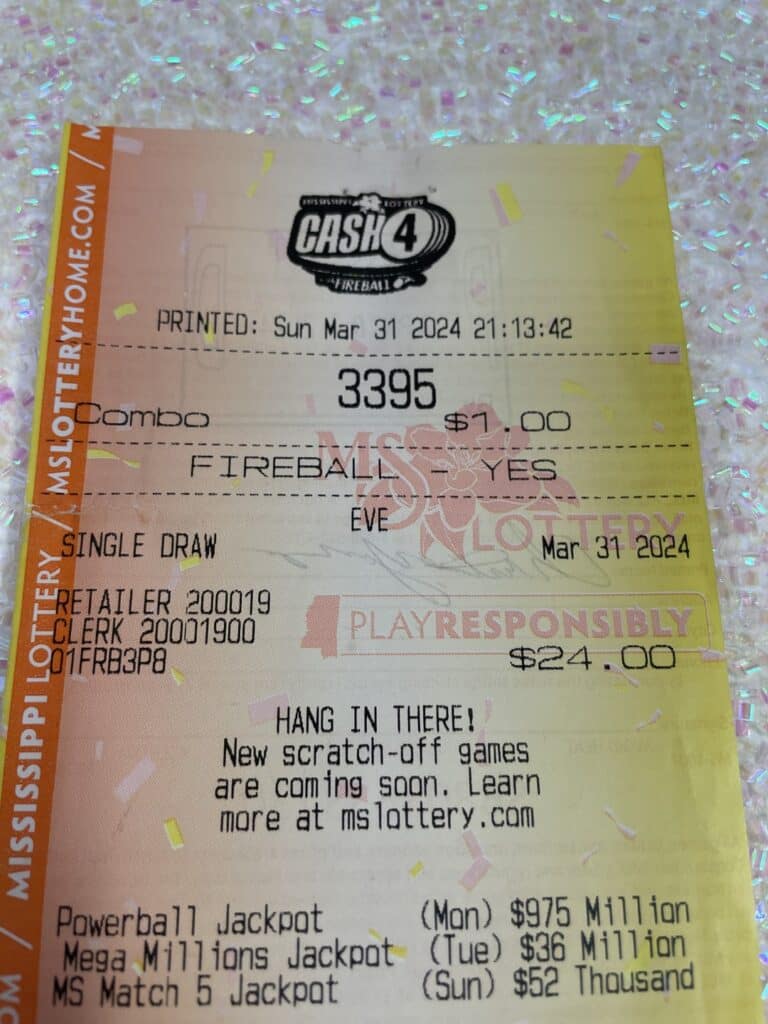 MISSISSIPPI LOTTERY
CASH 4
FIREBALL
PRINTED: Sun Mar 31 2024 21:13:42
3395
Combo $1.00
FIREBALL - YES
EVE
SINGLE DRAW Mar 31 2024
RETAILER 200019
CLERK 20001900
01FRB3P8 $24.00
MS LOTTERY
PLAYRESPONSIBLY
HANG IN THERE!
New scratch-off games
are coming soon. Learn
more at mslottery.com
Powerball Jackpot (Mon) $975 Million
Mega Millions Jackpot (Tue) $36 Million
MS Match 5 Jackpot (Sun) $52 Thousand
OM / MISSISSIPPI LOTTERY / MSLOTTERYHOME.COM / M